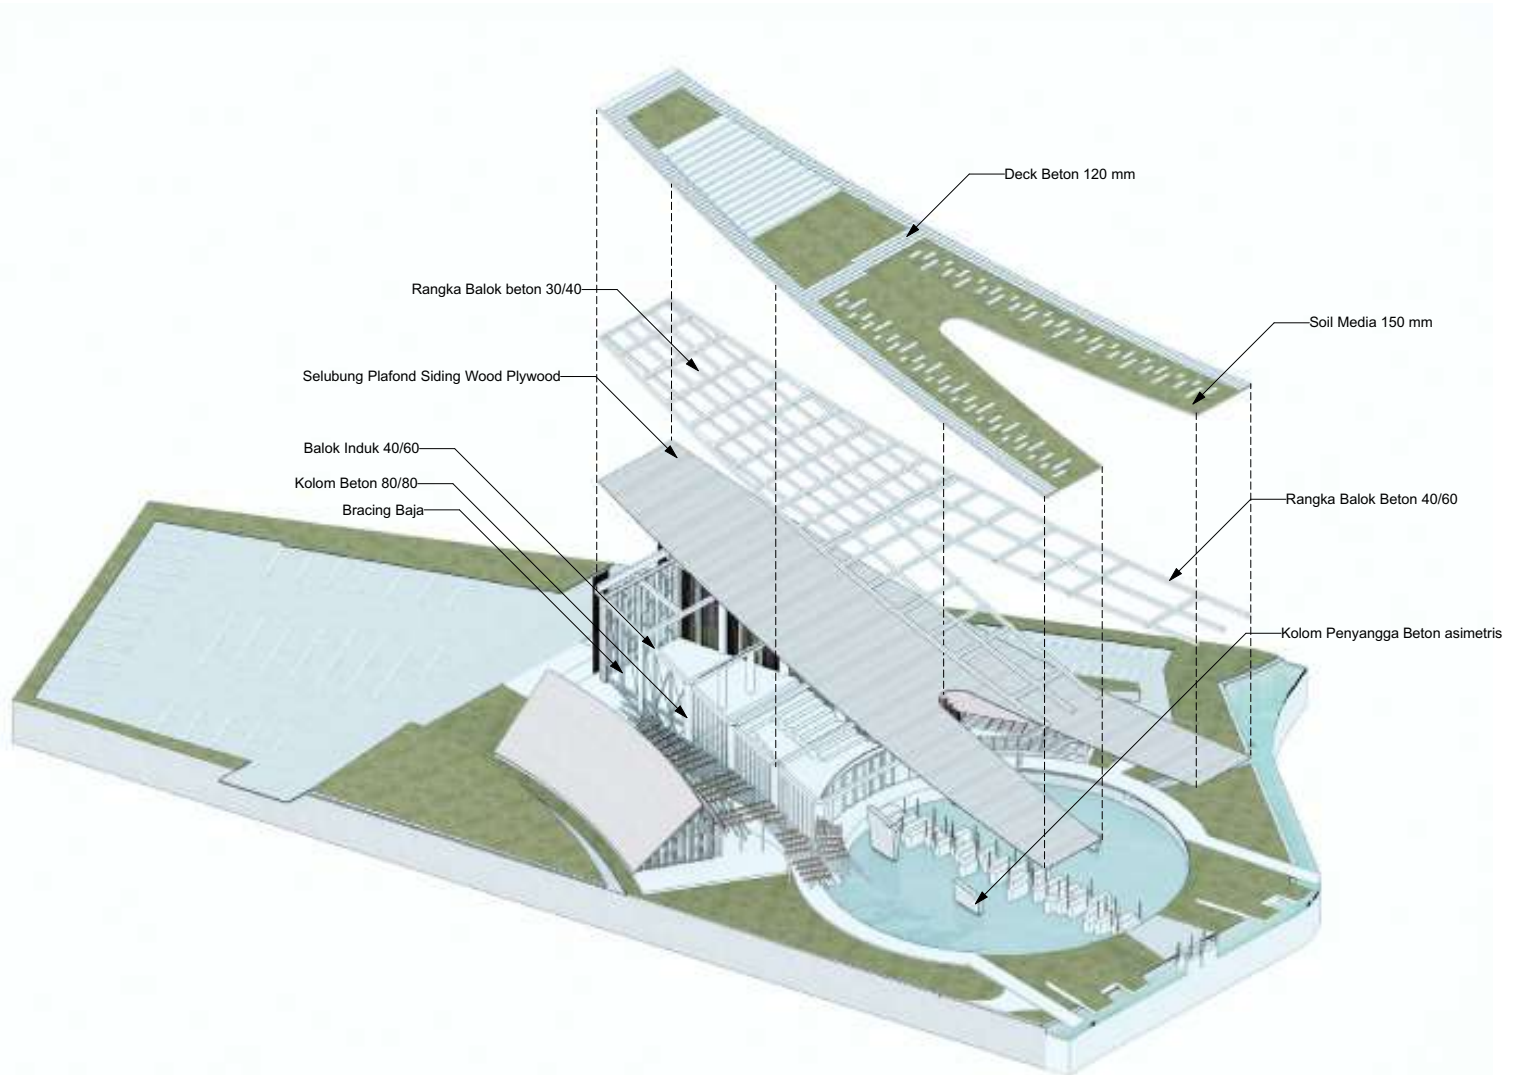 Deck Beton 120 mm
Rangka Balok beton 30/40
Soil Media 150 mm
Selubung Plafond Siding Wood Plywood
Balok Induk 40/60
Kolom Beton 80/80
Rangka Balok Beton 40/60
Bracing Baja
Kolom Penyangga Beton asimetris